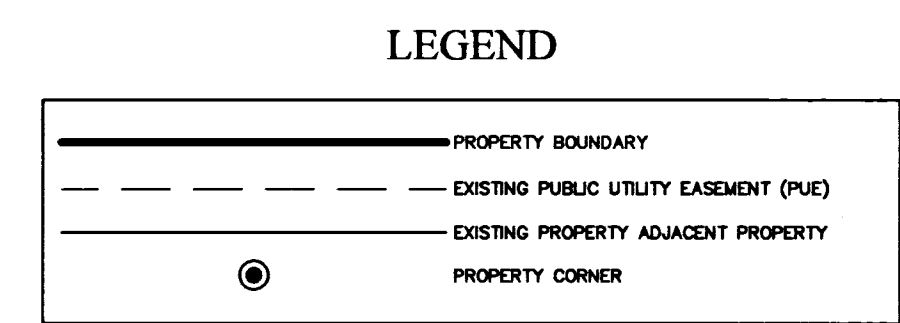 LEGEND
PROPERTY BOUNDARY
EXISTING PUBLIC UTILITY EASEMENT (PUE)
EXISTING PROPERTY ADJACENT PROPERTY
PROPERTY CORNER